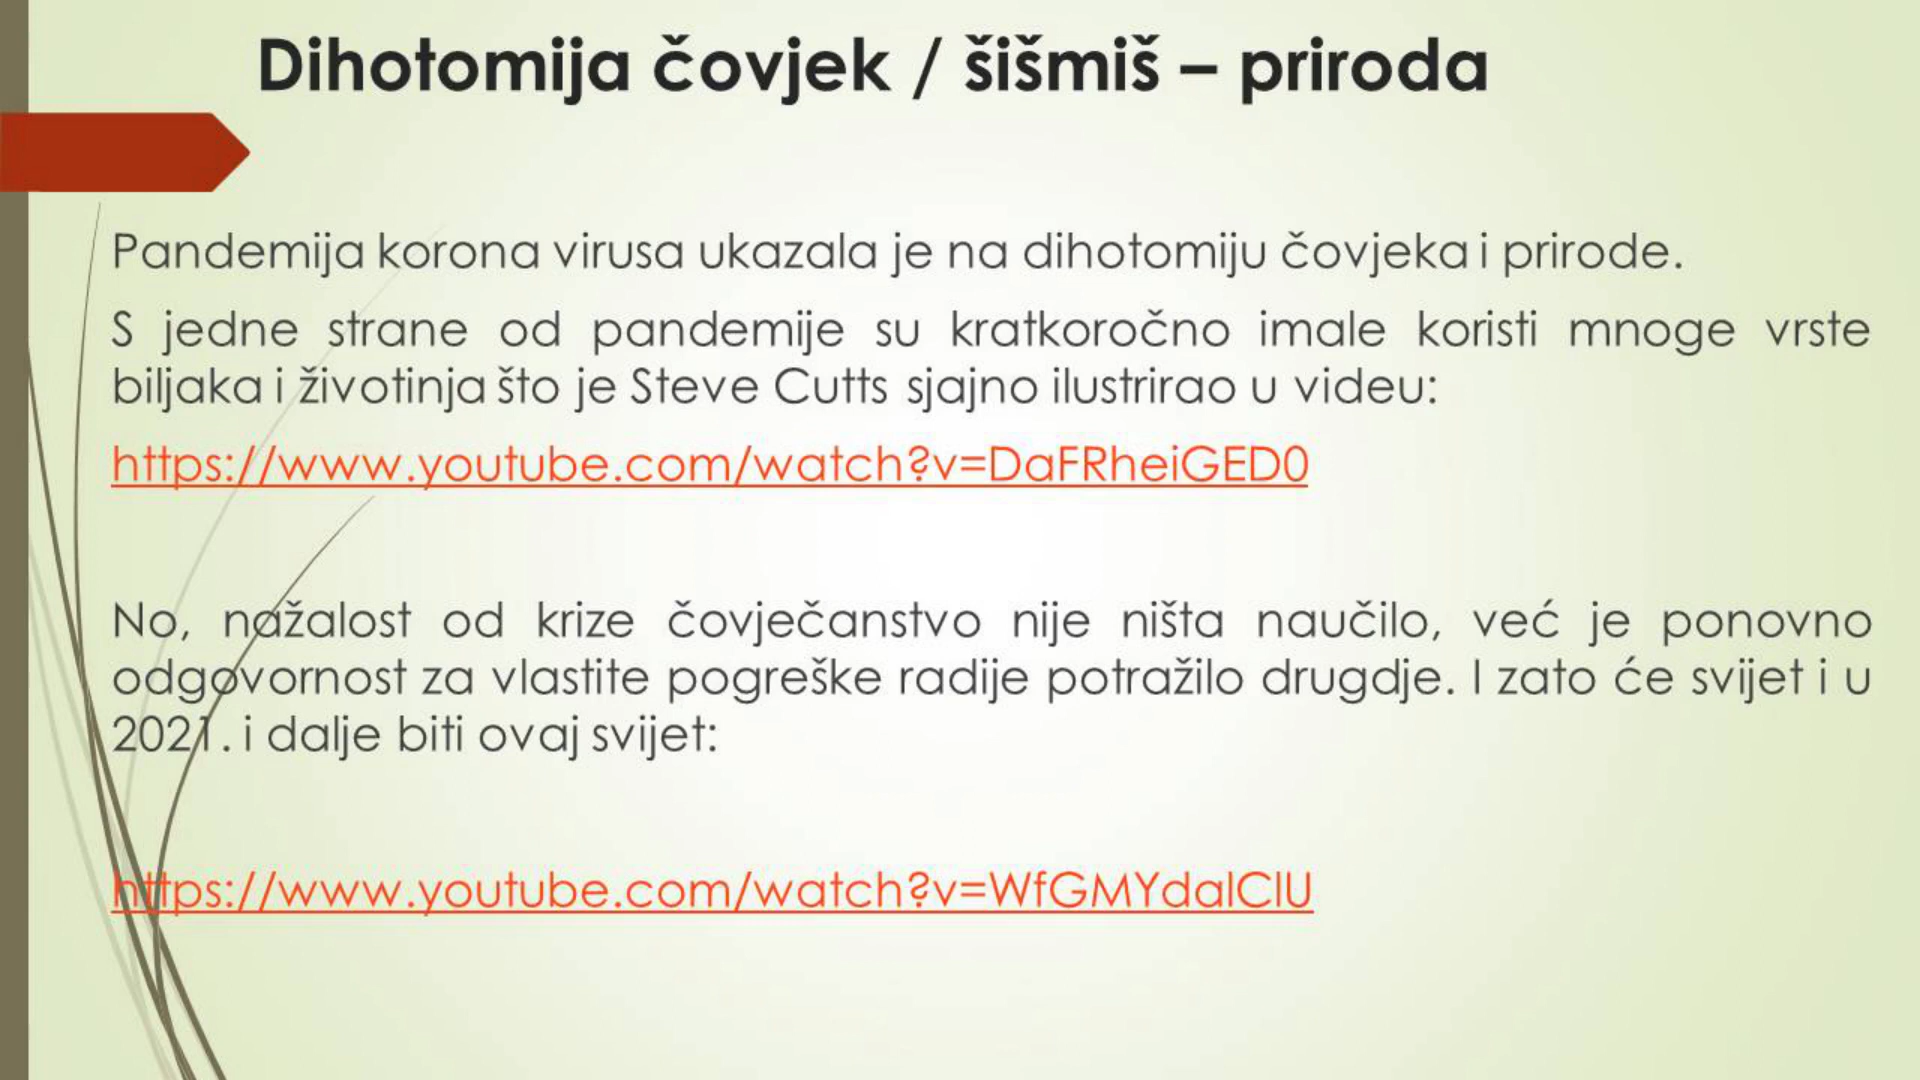 Dihotomija čovjek / šišmiš – priroda
Pandemija korona virusa ukazala je na dihotomiju čovjeka i prirode.
S jedne strane od pandemije su kratkoročno imale koristi mnoge vrste
biljaka i životinja što je Steve Cutts sjajno ilustrirao u videu:
https://www.youtube.com/watch?v=DaFRheiGED0
No, nažalost od krize čovječanstvo nije ništa naučilo, već je ponovno
odgovornost za vlastite pogreške radije potražilo drugdje. I zato će svijet i u
2021. i dalje biti ovaj svijet:
https://www.youtube.com/watch?v=WfGMYdalClU